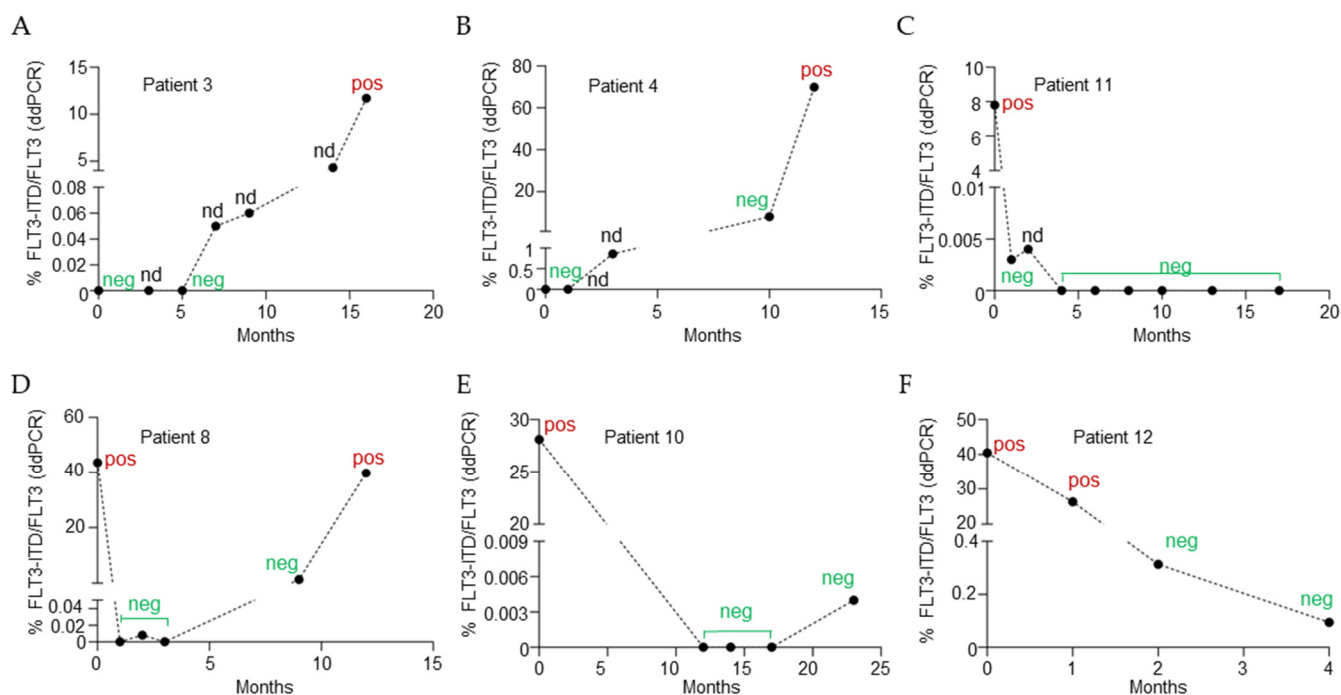 A
Patient 3
% FLT3-ITD/FLT3 (ddPCR)
15
10
5
0.08
0.06
0.04
0.02
0
neg
nd
neg
nd
nd
nd
pos
0 5 10 15 20
Months
B
Patient 4
% FLT3-ITD/FLT3 (ddPCR)
80
60
40
20
1
0.5
0
neg
nd
nd
neg
pos
0 5 10 15
Months
C
Patient 11
% FLT3-ITD/FLT3 (ddPCR)
10
8
6
4
0.01
0.005
0
pos
neg
nd
neg
0 5 10 15 20
Months
D
Patient 8
% FLT3-ITD/FLT3 (ddPCR)
60
40
20
0.04
0.02
0
pos
neg
neg
pos
0 5 10 15
Months
E
Patient 10
% FLT3-ITD/FLT3 (ddPCR)
30
28
25
23
20
0.009
0.006
0.003
0.000
pos
neg
neg
0 5 10 15 20 25
Months
F
Patient 12
% FLT3-ITD/FLT3 (ddPCR)
50
40
30
20
0.4
0.2
0
pos
pos
neg
neg
0 1 2 3 4
Months